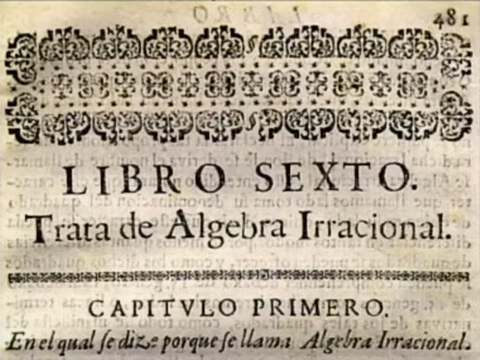 481
LIBRO SEXTO.
Trata de Algebra Irracional.
CAPITVLO PRIMERO.
En el qual se dize porque se llama Algebra Irracional.